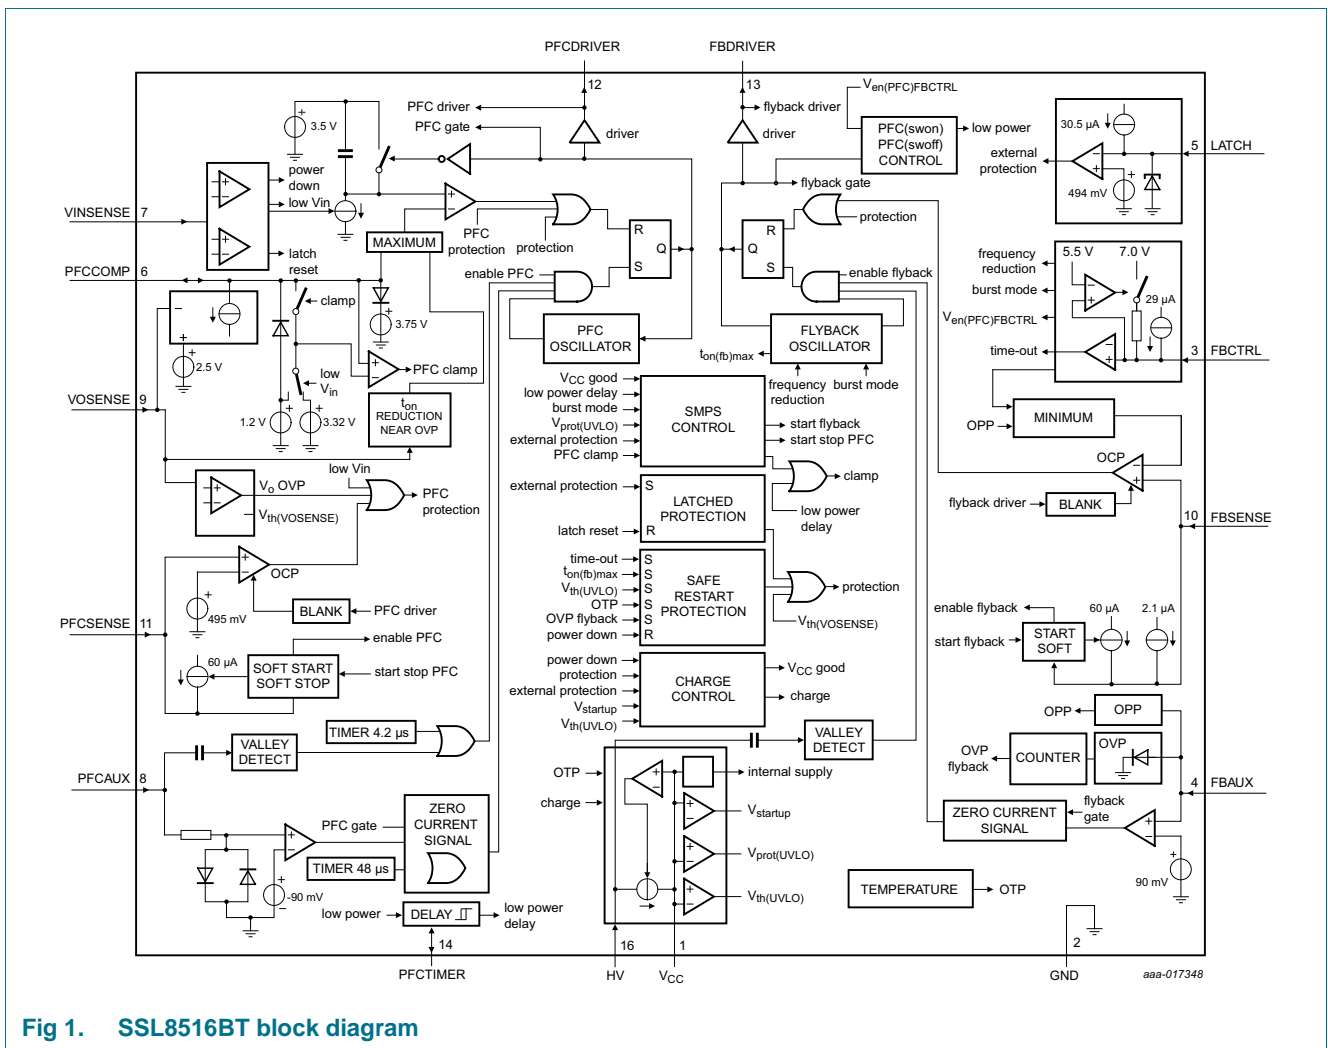 PFCDRIVER
FBDRIVER
12
13
3.5 V
PFC driver
PFC gate
driver
flyback driver
driver
Ven(PFC)FBCTRL
PFC(swon)
PFC(swoff)
CONTROL
low power
flyback gate
30.5 µA
external
protection
494 mV
5
LATCH
VINSENSE
7
power
down
low Vin
latch
reset
MAXIMUM
PFC
protection
protection
R
Q
S
R
Q
S
protection
PFCCOMP
6
clamp
3.75 V
2.5 V
PFC clamp
low
Vin
1.2 V
3.32 V
ton
REDUCTION
NEAR OVP
enable PFC
enable flyback
PFC
OSCILLATOR
FLYBACK
OSCILLATOR
ton(fb)max
frequency
reduction
burst mode
frequency
reduction
burst mode
Ven(PFC)FBCTRL
time-out
5.5 V
7.0 V
29 µA
3
FBCTRL
OPP
MINIMUM
VOSENSE
9
VCC good
low power delay
burst mode
Vprot(UVLO)
external protection
PFC clamp
SMPS
CONTROL
start flyback
start stop PFC
clamp
low power
delay
external protection
latch reset
S
R
LATCHED
PROTECTION
low Vin
Vo OVP
Vth(VOSENSE)
PFC
protection
OCP
495 mV
BLANK
PFC driver
OCP
flyback driver
BLANK
10
FBSENSE
PFCSENSE
11
time-out
ton(fb)max
Vth(UVLO)
OTP
OVP flyback
power down
S
S
S
S
S
R
SAFE
RESTART
PROTECTION
protection
Vth(VOSENSE)
enable PFC
60 µA
SOFT START
SOFT STOP
start stop PFC
enable flyback
start flyback
START
SOFT
60 µA
2.1 µA
power down
protection
external protection
Vstartup
Vth(UVLO)
CHARGE
CONTROL
VCC good
charge
TIMER 4.2 µs
VALLEY
DETECT
VALLEY
DETECT
PFCAUX
8
OPP
OPP
OVP
flyback
COUNTER
OVP
4
FBAUX
OTP
charge
internal supply
Vstartup
Vprot(UVLO)
Vth(UVLO)
ZERO CURRENT
SIGNAL
flyback
gate
90 mV
PFC gate
ZERO
CURRENT
SIGNAL
TIMER 48 µs
-90 mV
low power
DELAY
low power
delay
TEMPERATURE
OTP
14
16
1
2
PFCTIMER
HV
VCC
GND
aaa-017348
Fig 1. SSL8516BT block diagram